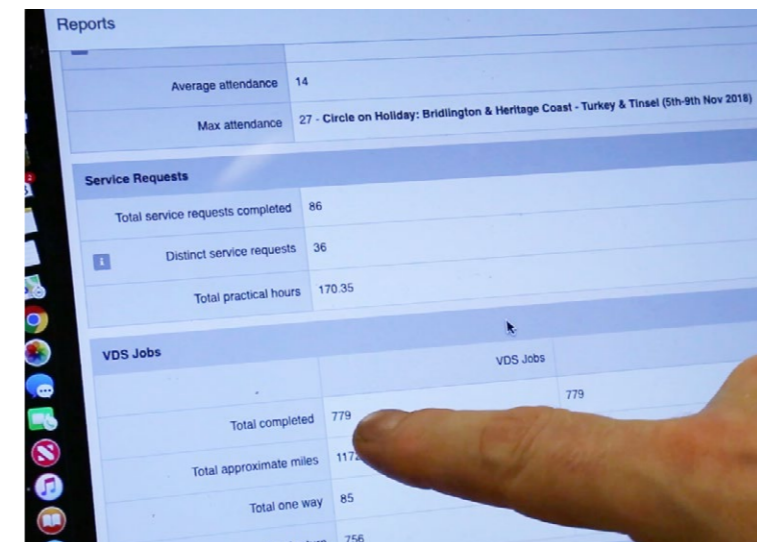 Reports
Average attendance 14
Max attendance 27 - Circle on Holiday: Bridlington & Heritage Coast - Turkey & Tinsel (5th-9th Nov 2018)
Service Requests
Total service requests completed 86
i Distinct service requests 36
Total practical hours 170.35
VDS Jobs
VDS Jobs
Total completed 779 779
Total approximate miles
Total one way 85
756